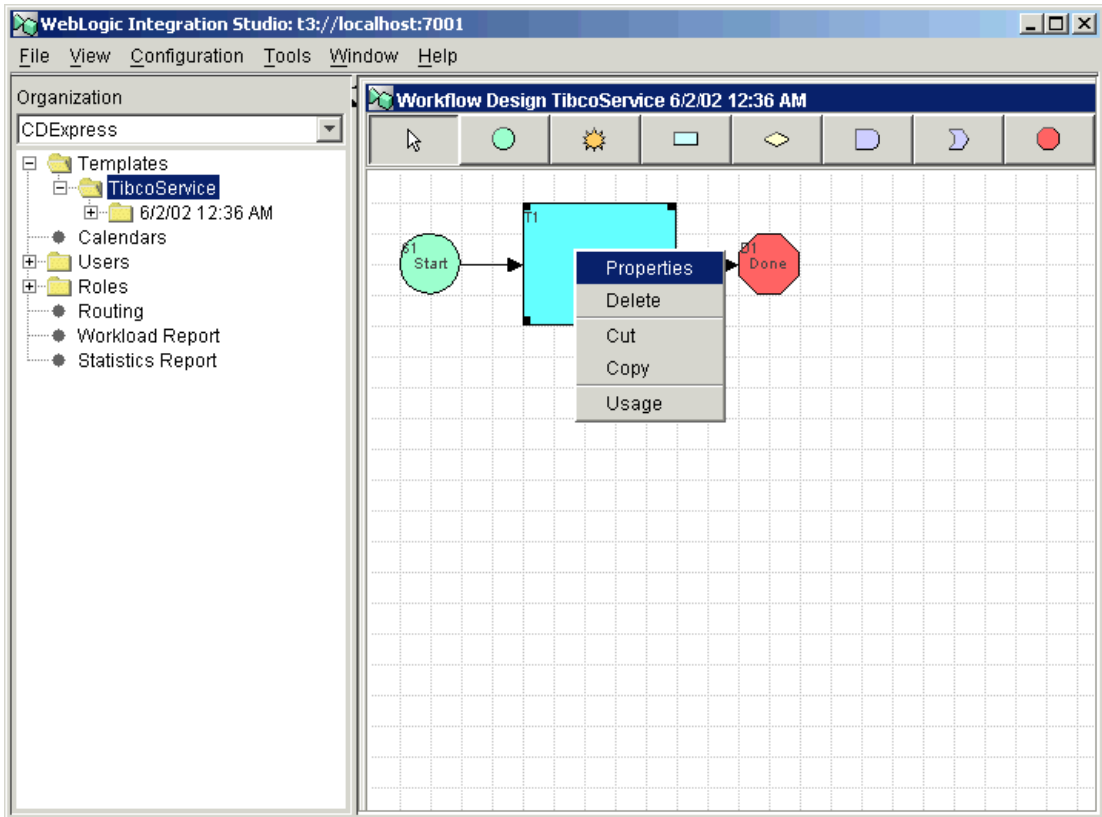 WebLogic Integration Studio: t3://localhost:7001
File View Configuration Tools Window Help
Organization
CDExpress
Templates
TibcoService
6/2/02 12:36 AM
Calendars
Users
Roles
Routing
Workload Report
Statistics Report
Workflow Design TibcoService 6/2/02 12:36 AM
S1
Start
T1
D1
Done
Properties
Delete
Cut
Copy
Usage